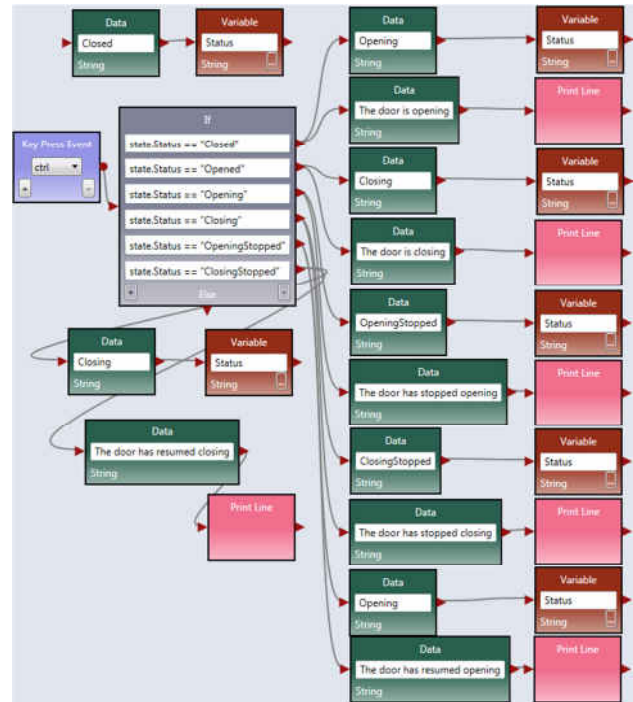 Data
Closed
String
Variable
Status
String
Key Press Event
ctrl
+
-
If
state.Status == "Closed"
state.Status == "Opened"
state.Status == "Opening"
state.Status == "Closing"
state.Status == "OpeningStopped"
state.Status == "ClosingStopped"
+
Else
-
Data
Closing
String
Variable
Status
String
Data
The door has resumed closing
String
Print Line
Data
Opening
String
Variable
Status
String
Data
The door is opening
String
Print Line
Data
Closing
String
Variable
Status
String
Data
The door is closing
String
Print Line
Data
OpeningStopped
String
Variable
Status
String
Data
The door has stopped opening
String
Print Line
Data
ClosingStopped
String
Variable
Status
String
Data
The door has stopped closing
String
Print Line
Data
Opening
String
Variable
Status
String
Data
The door has resumed opening
String
Print Line